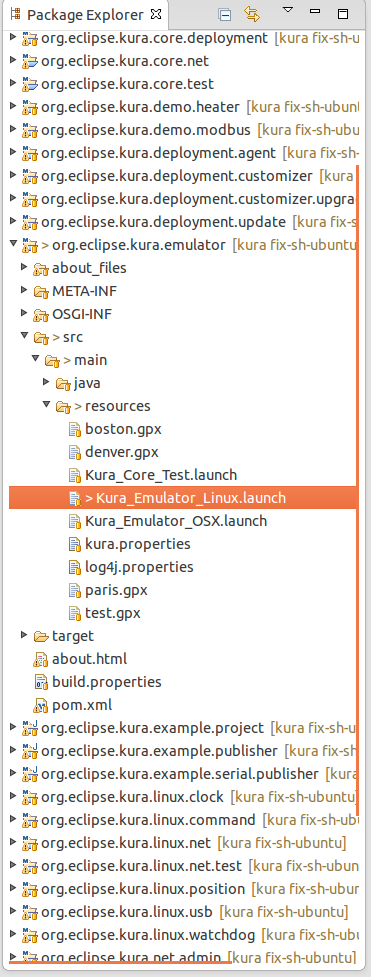 Package Explorer
org.eclipse.kura.core.deployment [kura fix-sh-u
org.eclipse.kura.core.net
org.eclipse.kura.core.test
org.eclipse.kura.demo.heater [kura fix-sh-ubuntu
org.eclipse.kura.demo.modbus [kura fix-sh-ubu
org.eclipse.kura.deployment.agent [kura fix-sh-
org.eclipse.kura.deployment.customizer [kura
org.eclipse.kura.deployment.customizer.upgra
org.eclipse.kura.deployment.update [kura fix-sh
> org.eclipse.kura.emulator [kura fix-sh-ubuntu
about_files
META-INF
OSGI-INF
> src
> main
java
> resources
boston.gpx
denver.gpx
Kura_Core_Test.launch
> Kura_Emulator_Linux.launch
Kura_Emulator_OSX.launch
kura.properties
log4j.properties
paris.gpx
test.gpx
target
about.html
build.properties
pom.xml
org.eclipse.kura.example.project [kura fix-sh-ub
org.eclipse.kura.example.publisher [kura fix-sh
org.eclipse.kura.example.serial.publisher [kura
org.eclipse.kura.linux.clock [kura fix-sh-ubuntu]
org.eclipse.kura.linux.command [kura fix-sh-ub
org.eclipse.kura.linux.net [kura fix-sh-ubuntu]
org.eclipse.kura.linux.net.test [kura fix-sh-ubun
org.eclipse.kura.linux.position [kura fix-sh-ubun
org.eclipse.kura.linux.usb [kura fix-sh-ubuntu]
org.eclipse.kura.linux.watchdog [kura fix-sh-ub
org.eclipse.kura.net.admin [kura fix-sh-ubuntu]